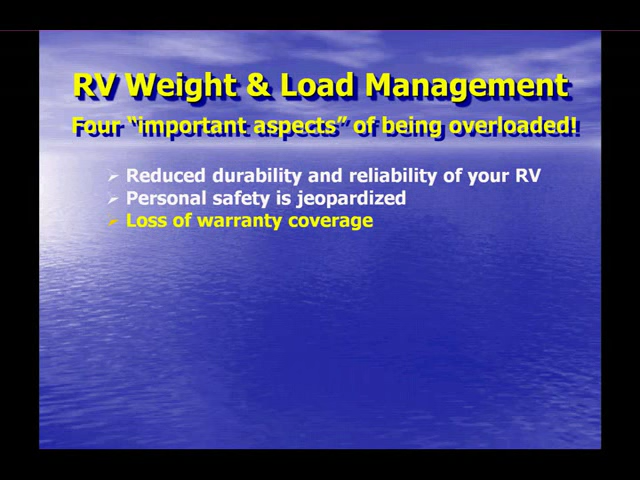 RV Weight & Load Management
Four “important aspects” of being overloaded!
Reduced durability and reliability of your RV
Personal safety is jeopardized
Loss of warranty coverage